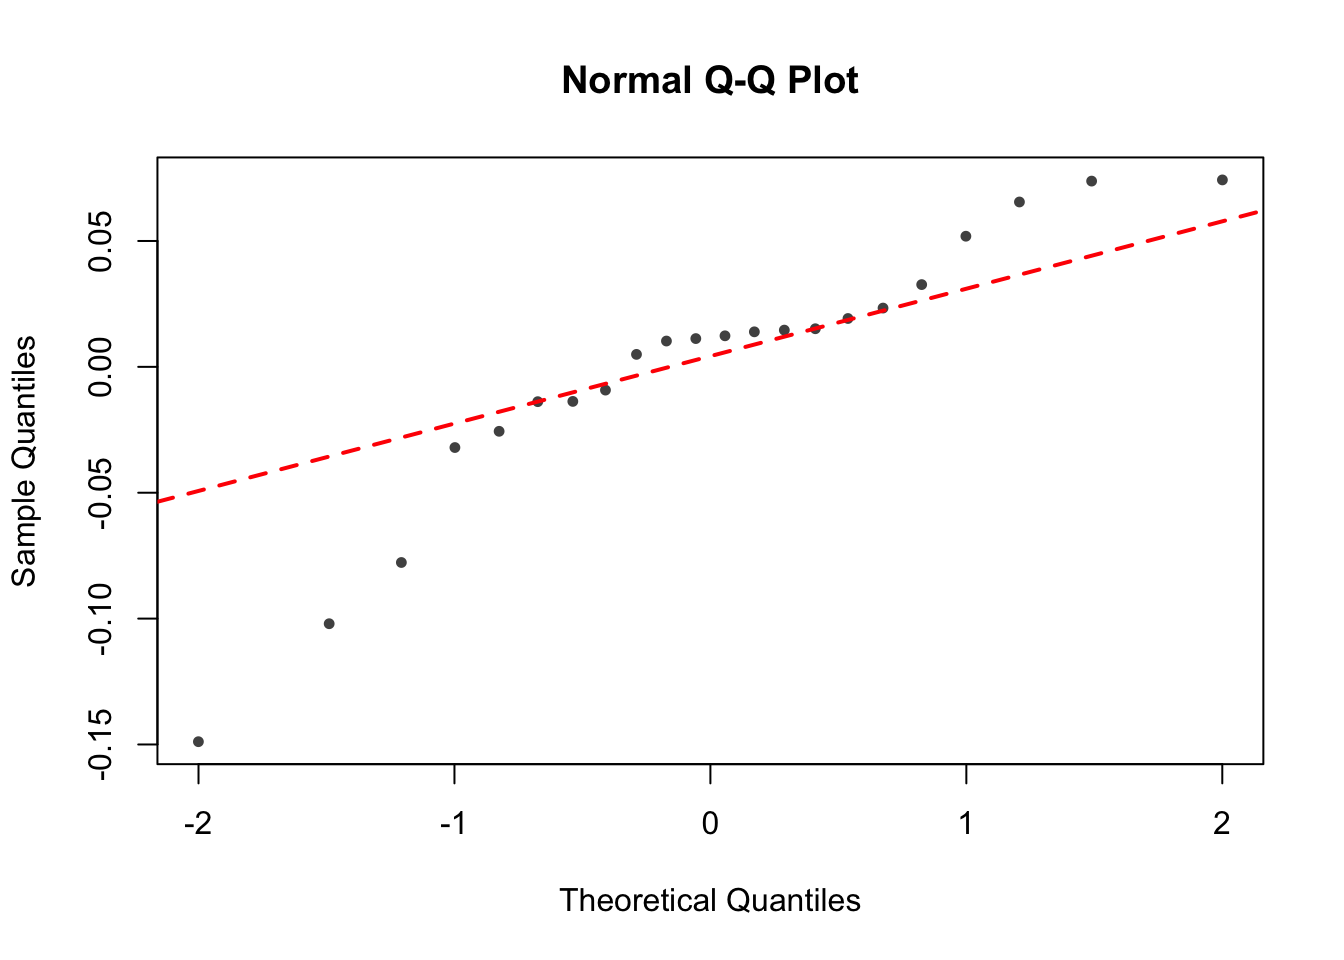 Normal Q-Q Plot
Sample Quantiles
0.05
0.00
-0.05
-0.10
-0.15
-2 -1 0 1 2
Theoretical Quantiles